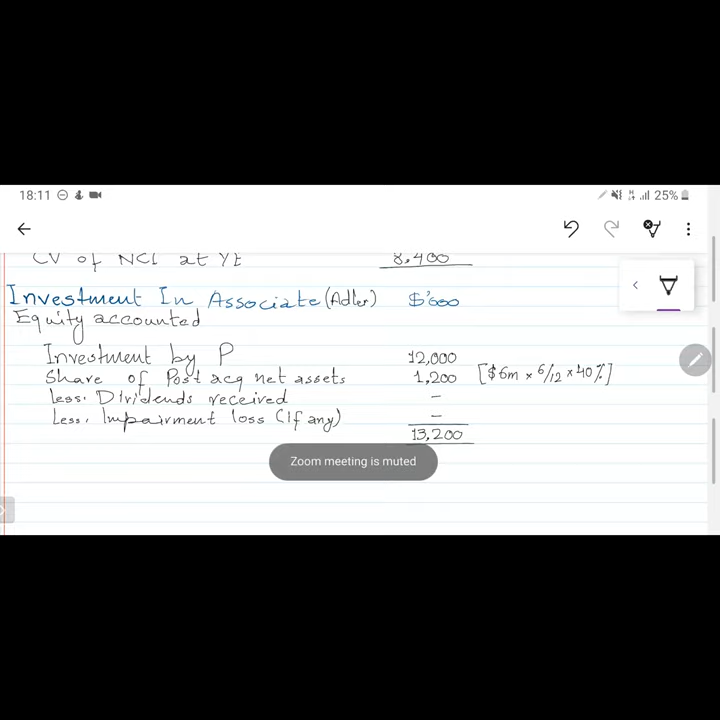 18:11 25%
CV of NCI at YE 8,400
Investment In Associate (Adler) $'000
Equity accounted
Investment by P 12,000
Share of Post acq net assets 1,200 [$6m × 6/12 × 40%]
less. Dividends received –
Less. Impairment loss (If any) –
13,200
Zoom meeting is muted